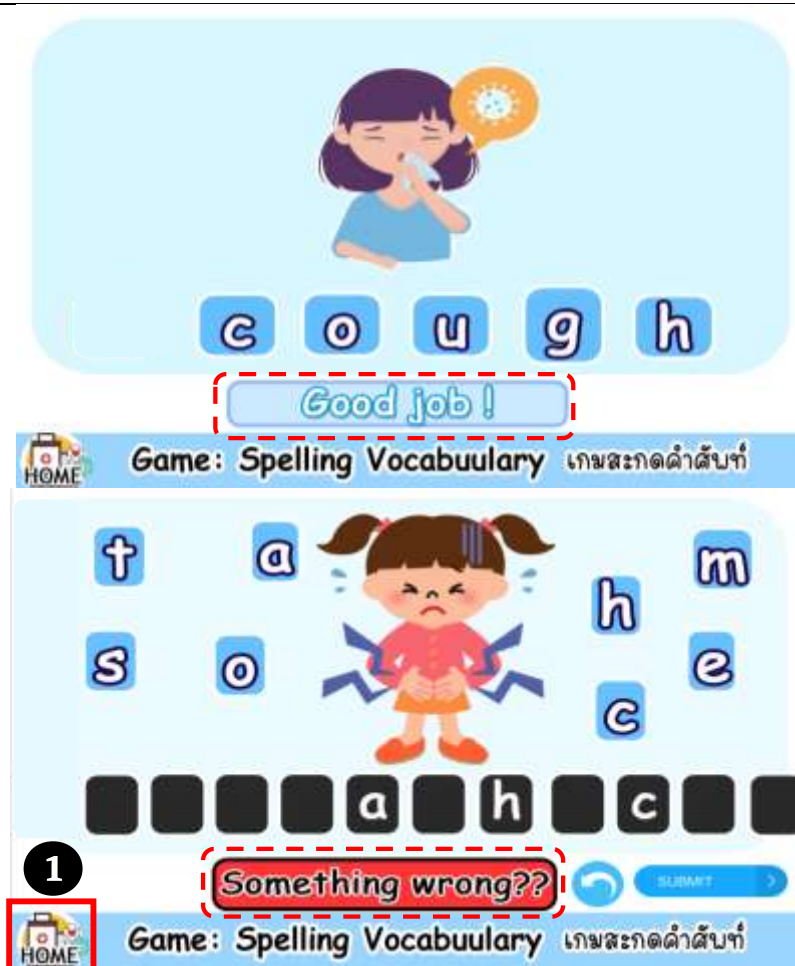 c o u g h
Good job !
HOME Game: Spelling Vocabuulary เกมสะกดคำศัพท์
t a m
h
s o e
c
a h c
1 Something wrong?? SUBMIT
HOME Game: Spelling Vocabuulary เกมสะกดคำศัพท์